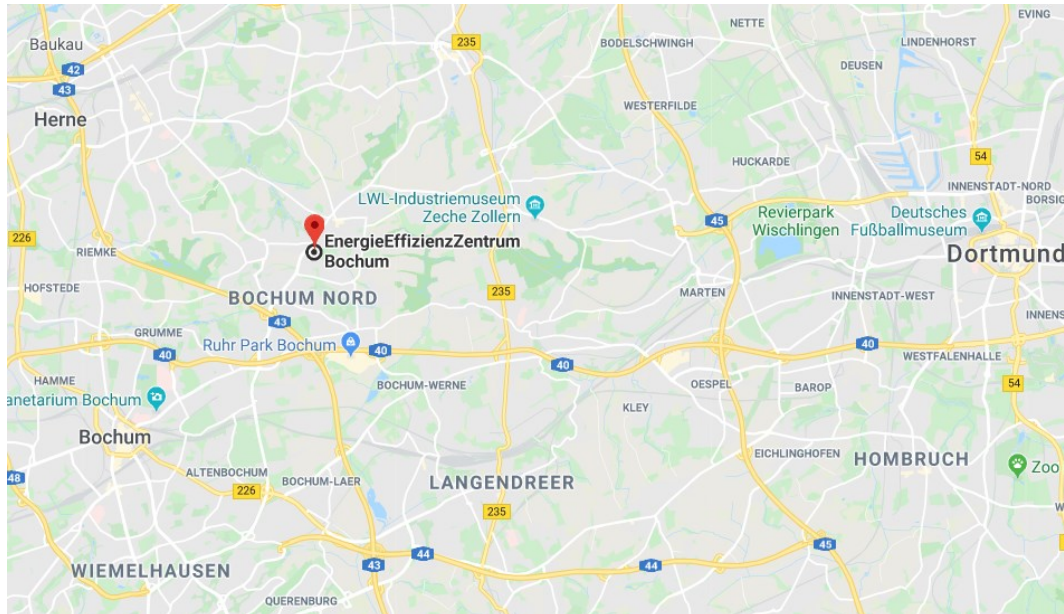 NETTE
EVING
Baukau
235
BODELSCHWINGH
LINDENHORST
42
DEUSEN
43
WESTERFILDE
Herne
HUCKARDE
54
INNENSTADT-NORD
BORSIG
LWL-Industriemuseum
Zeche Zollern
45
Revierpark
Wischlingen
Deutsches
Fußballmuseum
226
RIEMKE
EnergieEffizienzZentrum
Bochum
Dortmund
HOFSTEDE
BOCHUM NORD
235
MARTEN
INNENSTADT-WEST
INNENS
43
GRUMME
Ruhr Park Bochum
40
40
40
40
WESTFALENHALLE
HAMME
BOCHUM-WERNE
OESPEL
BAROP
54
anetarium Bochum
KLEY
Bochum
EICHLINGHOFEN
HOMBRUCH
Zoo
48
ALTENBOCHUM
BOCHUM-LAER
LANGENDREER
226
235
W
45
44
43
44
WIEMELHAUSEN
QUERENBURG